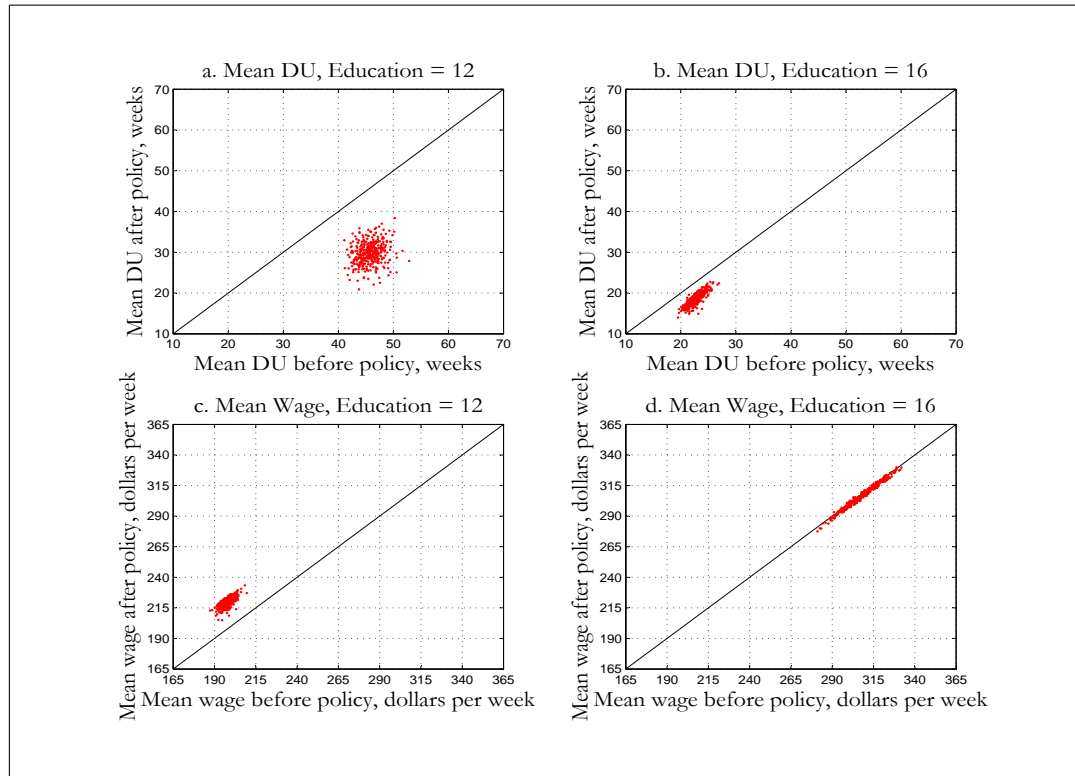 a. Mean DU, Education = 12
Mean DU after policy, weeks
70
60
50
40
30
20
10
10 20 30 40 50 60 70
Mean DU before policy, weeks
b. Mean DU, Education = 16
Mean DU after policy, weeks
70
60
50
40
30
20
10
10 20 30 40 50 60 70
Mean DU before policy, weeks
c. Mean Wage, Education = 12
Mean wage after policy, dollars per week
365
340
315
290
265
240
215
190
165
165 190 215 240 265 290 315 340 365
Mean wage before policy, dollars per week
d. Mean Wage, Education = 16
Mean wage after policy, dollars per week
365
340
315
290
265
240
215
190
165
165 190 215 240 265 290 315 340 365
Mean wage before policy, dollars per week